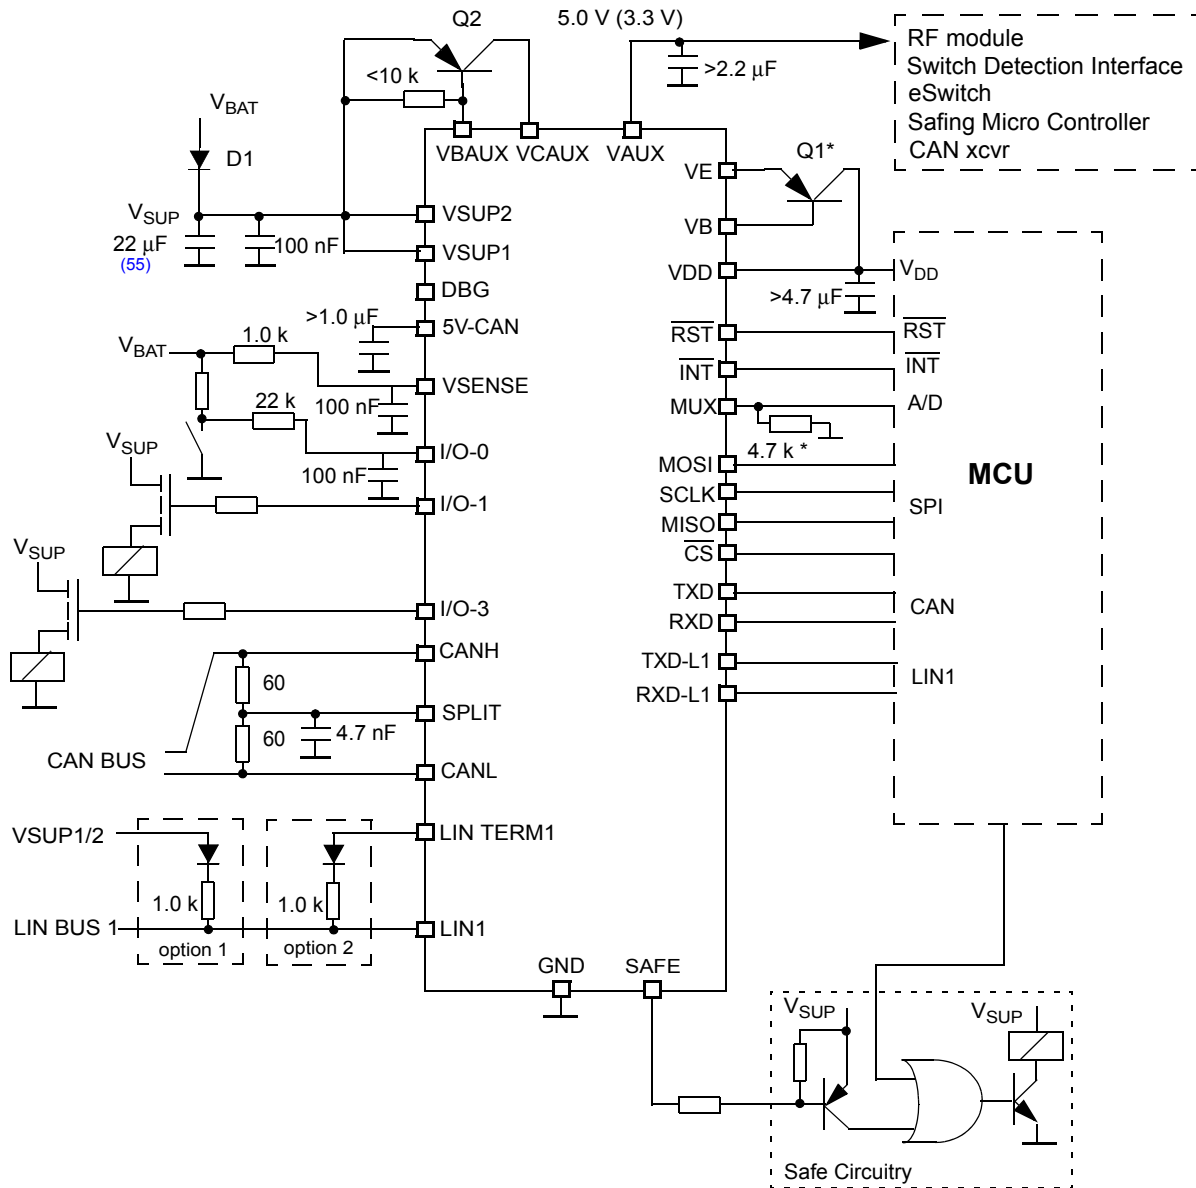 Q2
5.0 V (3.3 V)
RF module
Switch Detection Interface
eSwitch
Safing Micro Controller
CAN xcvr
>2.2 μF
<10 k
VBAT
D1
VBAUX VCAUX VAUX
VE
Q1*
VB
VSUP
22 μF
(55)
100 nF
VSUP2
VSUP1
DBG
VDD
VDD
>4.7 μF
>1.0 μF
5V-CAN
RST
RST
INT
INT
VBAT
1.0 k
VSENSE
100 nF
MUX
A/D
4.7 k *
22 k
I/O-0
100 nF
VSUP
I/O-1
MOSI
SCLK
MISO
CS
SPI
MCU
VSUP
I/O-3
TXD
RXD
CAN
CANH
60
SPLIT
60
4.7 nF
CAN BUS
CANL
TXD-L1
RXD-L1
LIN1
VSUP1/2
LIN TERM1
1.0 k
1.0 k
LIN BUS 1
LIN1
option 1
option 2
GND
SAFE
VSUP
VSUP
Safe Circuitry